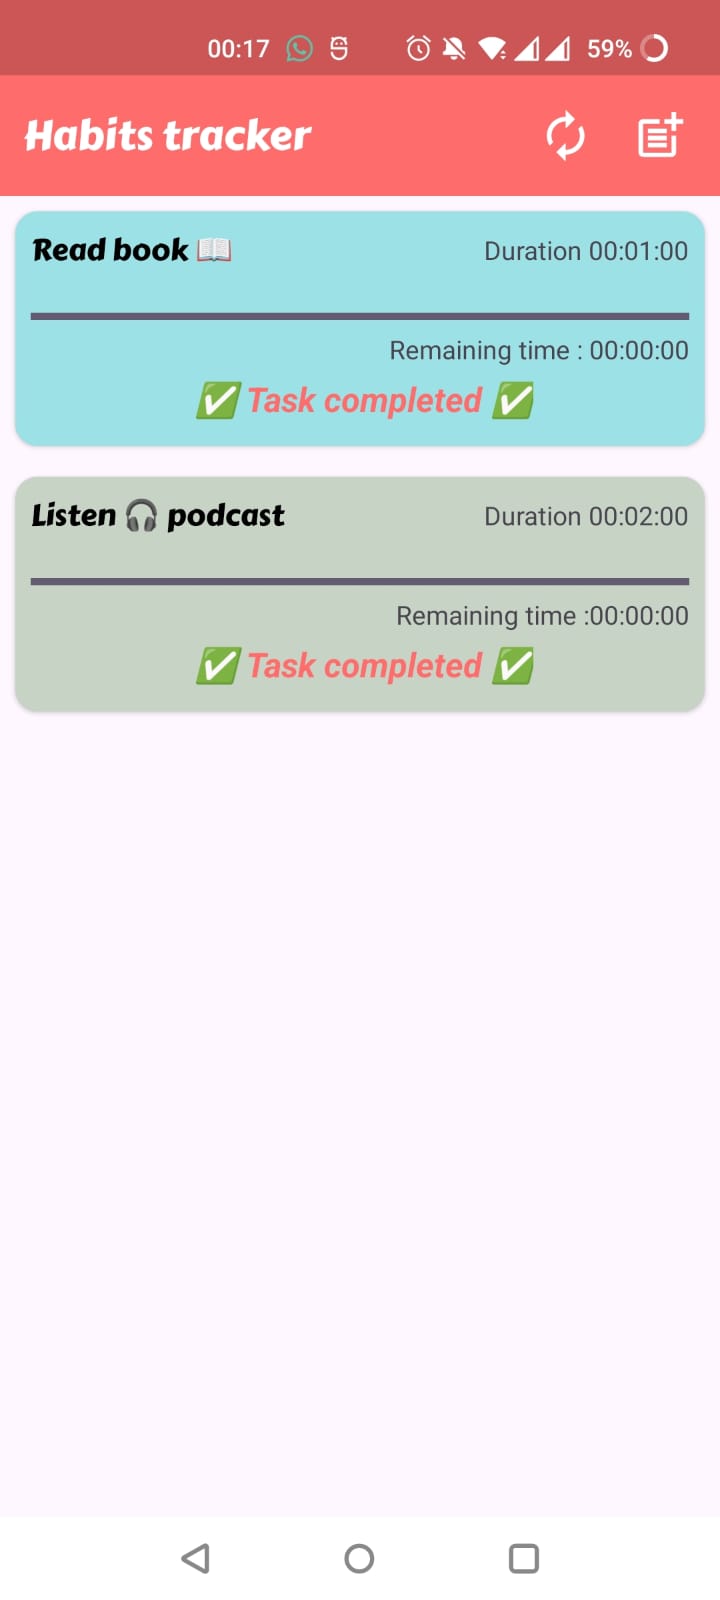 00:17 59%
Habits tracker
Read book 📖 Duration 00:01:00
Remaining time : 00:00:00
✅ Task completed ✅
Listen 🎧 podcast Duration 00:02:00
Remaining time :00:00:00
✅ Task completed ✅